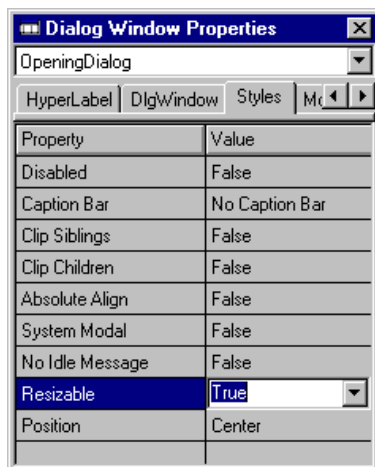 Dialog Window Properties
OpeningDialog
HyperLabel DlgWindow Styles
Property Value
Disabled False
Caption Bar No Caption Bar
Clip Siblings False
Clip Children False
Absolute Align False
System Modal False
No Idle Message False
Resizable True
Position Center